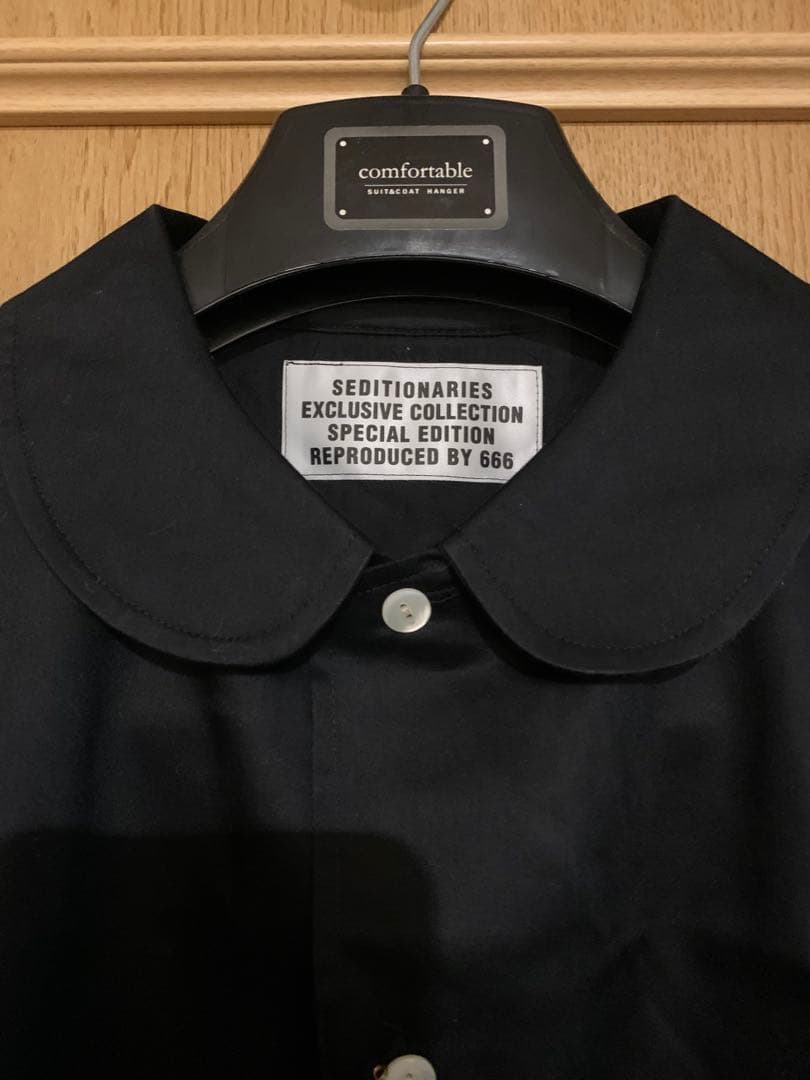 comfortable
SUIT&COAT HANGER
SEDITIONARIES
EXCLUSIVE COLLECTION
SPECIAL EDITION
REPRODUCED BY 666